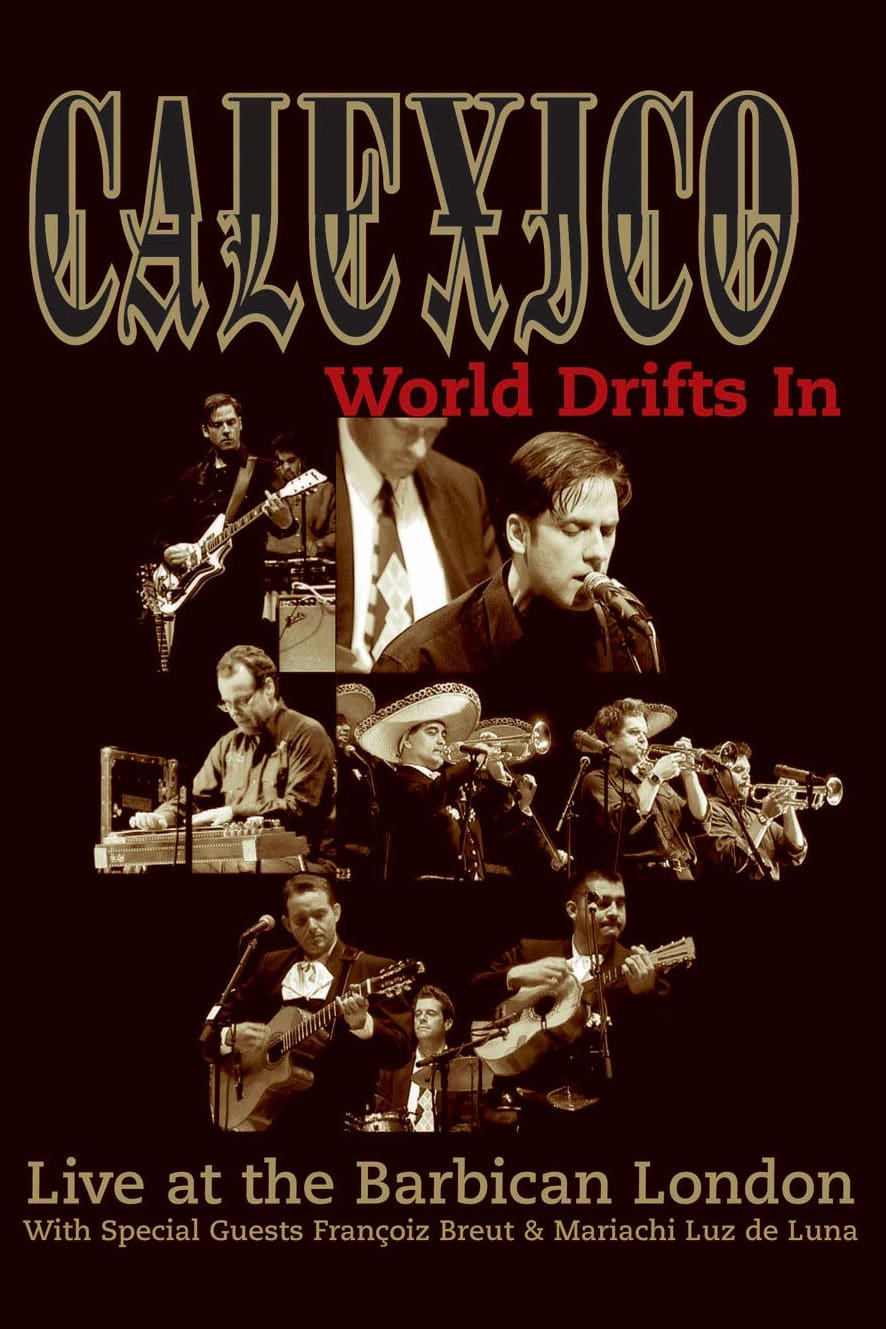 CALEXICO
World Drifts In
Live at the Barbican London
With Special Guests Françoiz Breut & Mariachi Luz de Luna